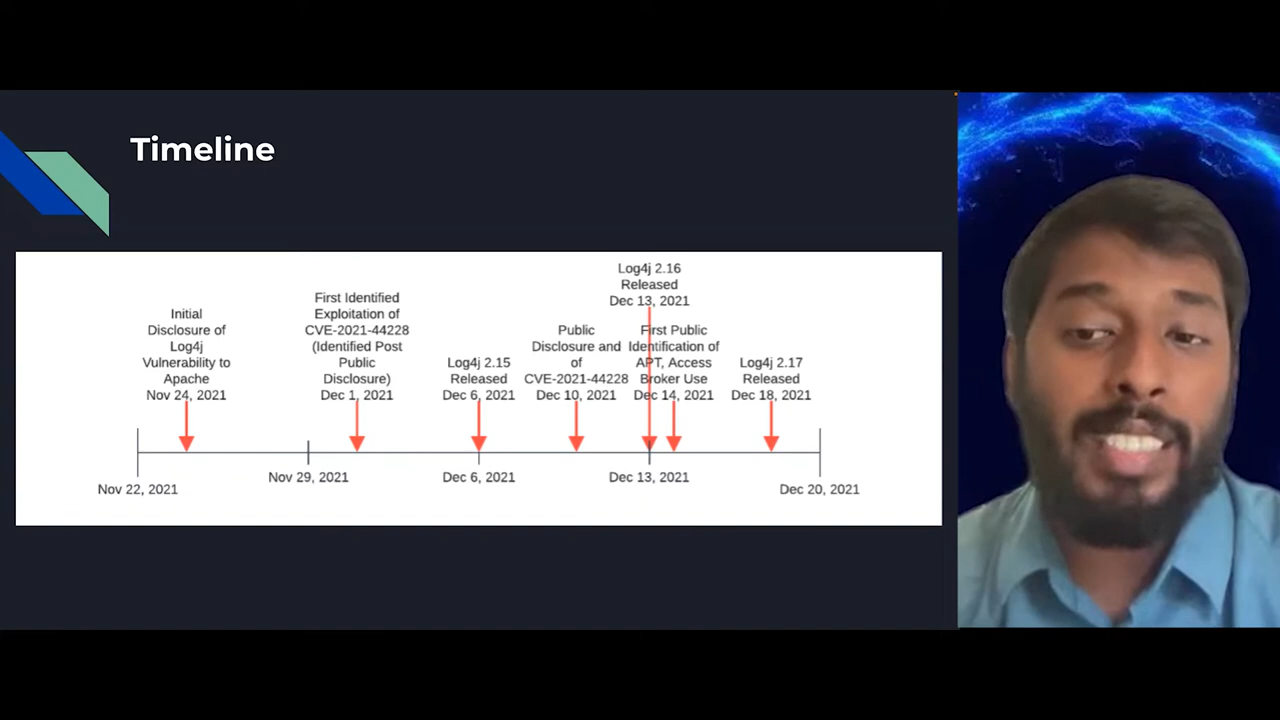 Timeline
Initial
Disclosure of
Log4j
Vulnerability to
Apache
Nov 24, 2021
First Identified
Exploitation of
CVE-2021-44228
(Identified Post
Public
Disclosure)
Dec 1, 2021
Log4j 2.15
Released
Dec 6, 2021
Public
Disclosure and
of
CVE-2021-44228
Dec 10, 2021
Log4j 2.16
Released
Dec 13, 2021
First Public
Identification of
APT, Access
Broker Use
Dec 14, 2021
Log4j 2.17
Released
Dec 18, 2021
Nov 22, 2021
Nov 29, 2021
Dec 6, 2021
Dec 13, 2021
Dec 20, 2021